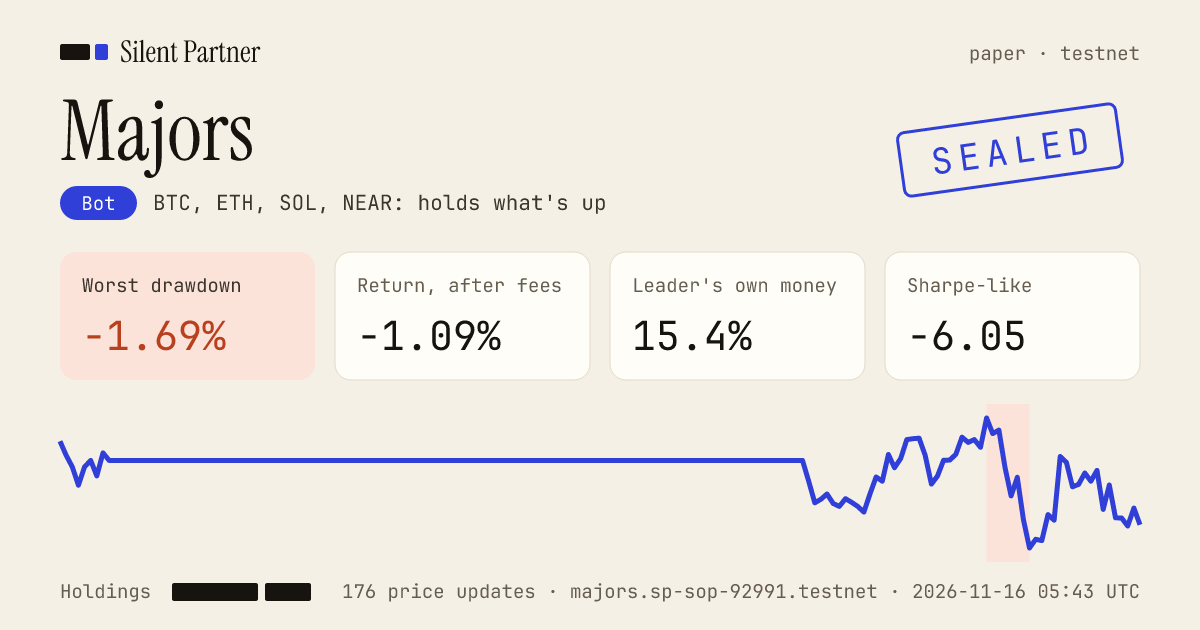 Silent Partner
paper · testnet
Majors
SEALED
Bot
BTC, ETH, SOL, NEAR: holds what's up
Worst drawdown
-1.69%
Return, after fees
-1.09%
Leader's own money
15.4%
Sharpe-like
-6.05
Holdings
176 price updates · majors.sp-sop-92991.testnet · 2026-11-16 05:43 UTC